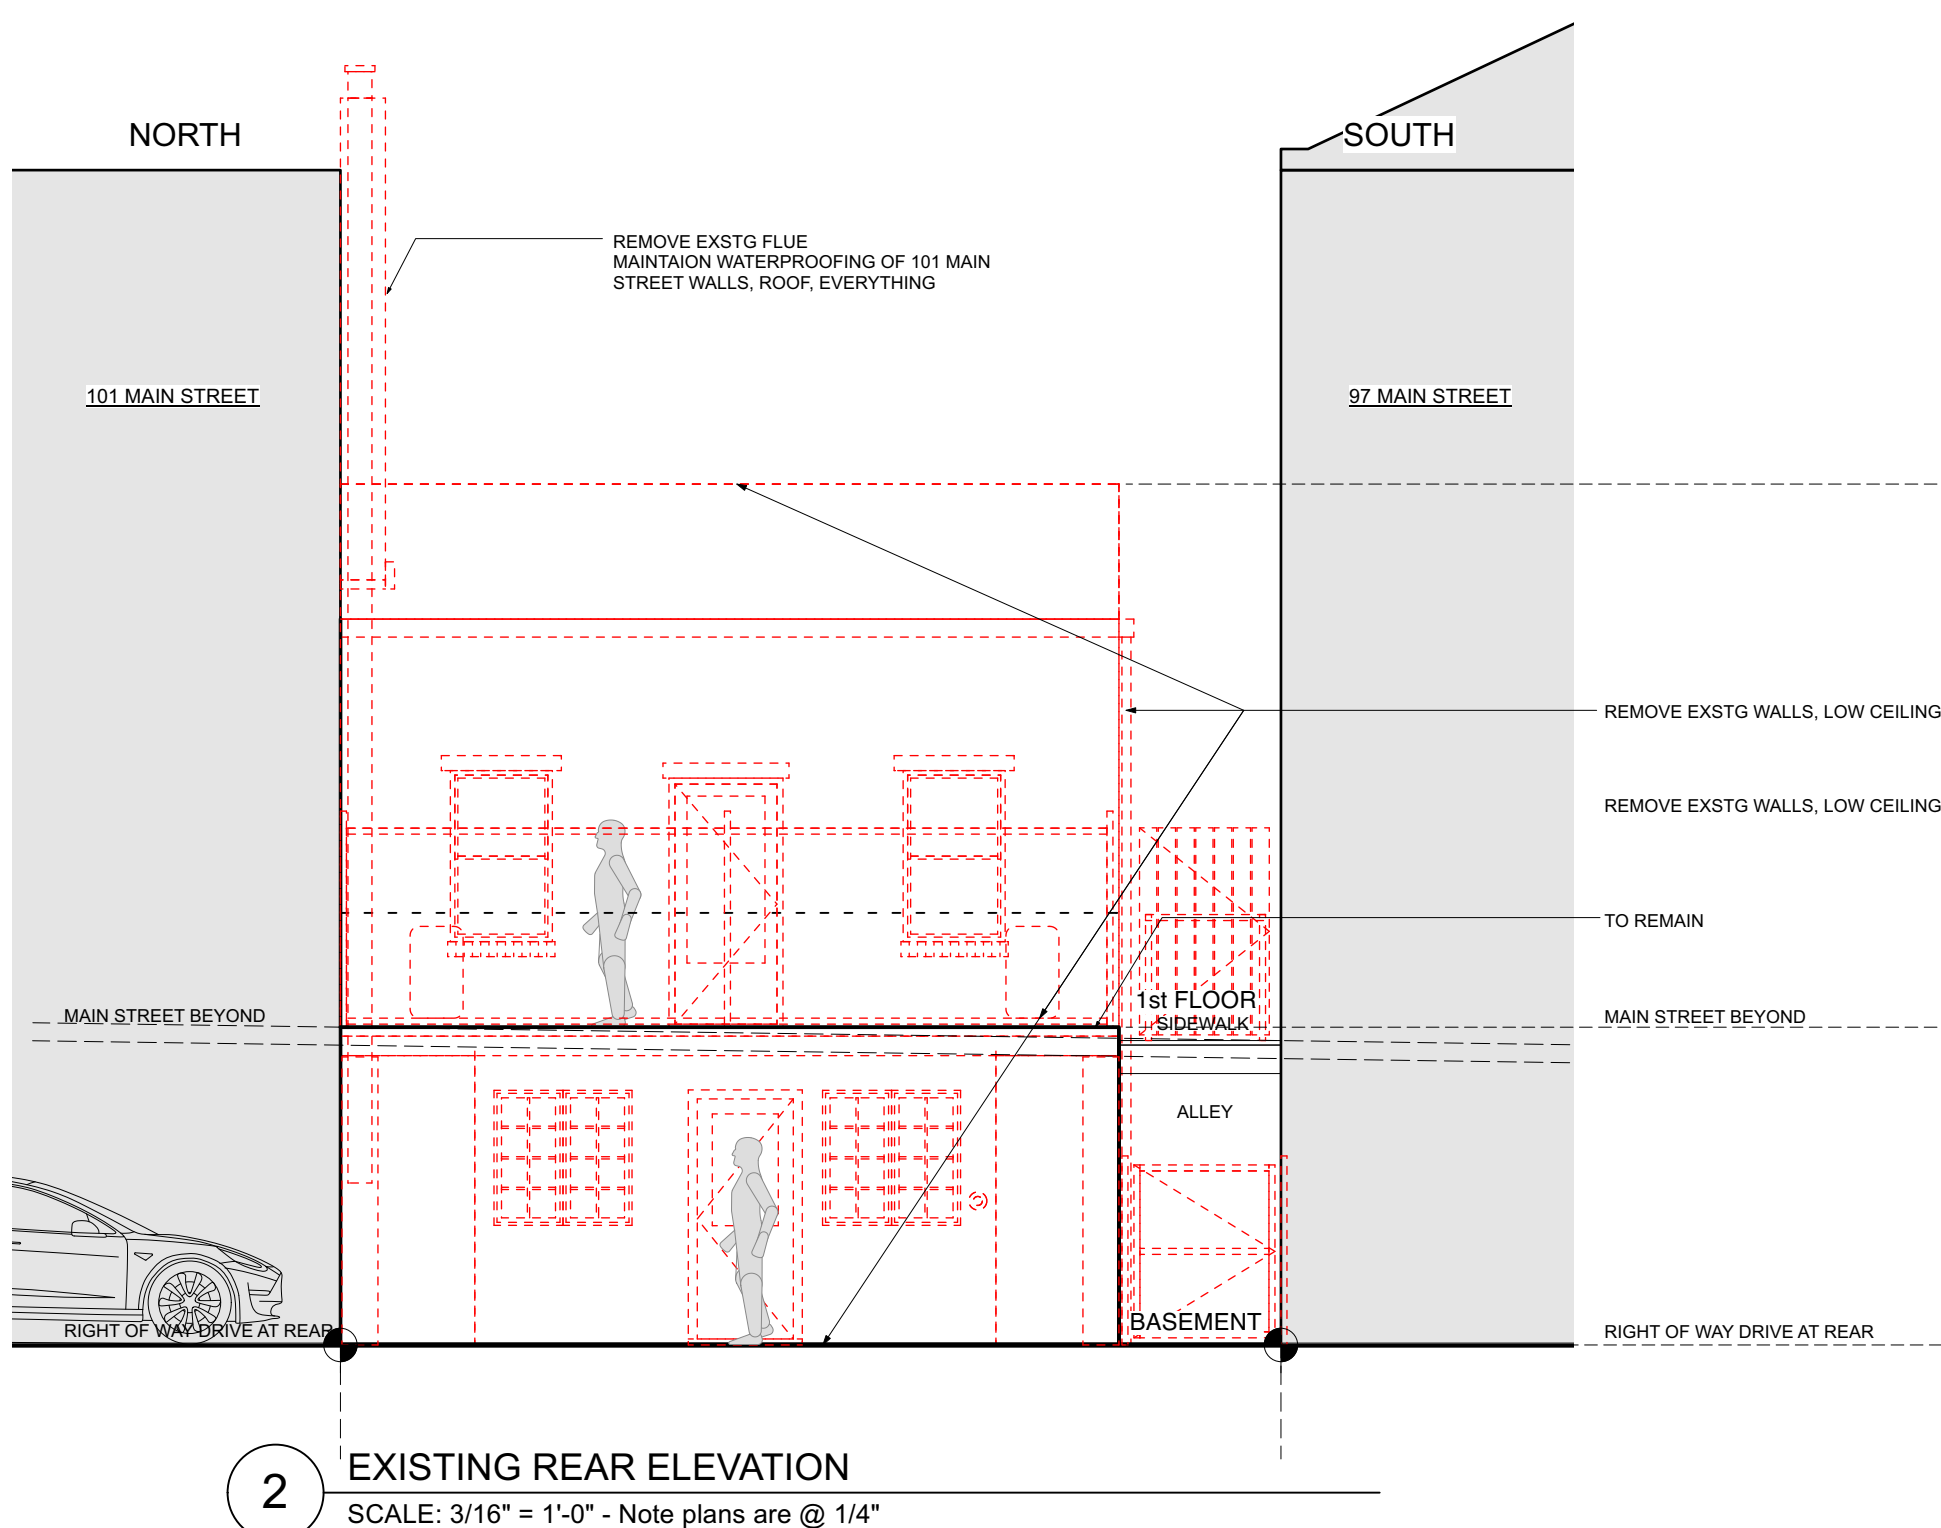 NORTH
SOUTH
REMOVE EXSTG FLUE
MAINTAION WATERPROOFING OF 101 MAIN
STREET WALLS, ROOF, EVERYTHING
101 MAIN STREET
97 MAIN STREET
REMOVE EXSTG WALLS, LOW CEILING
REMOVE EXSTG WALLS, LOW CEILING
TO REMAIN
1st FLOOR
SIDEWALK
MAIN STREET BEYOND
MAIN STREET BEYOND
ALLEY
BASEMENT
RIGHT OF WAY DRIVE AT REAR
RIGHT OF WAY DRIVE AT REAR
2
EXISTING REAR ELEVATION
SCALE: 3/16" = 1'-0" - Note plans are @ 1/4"